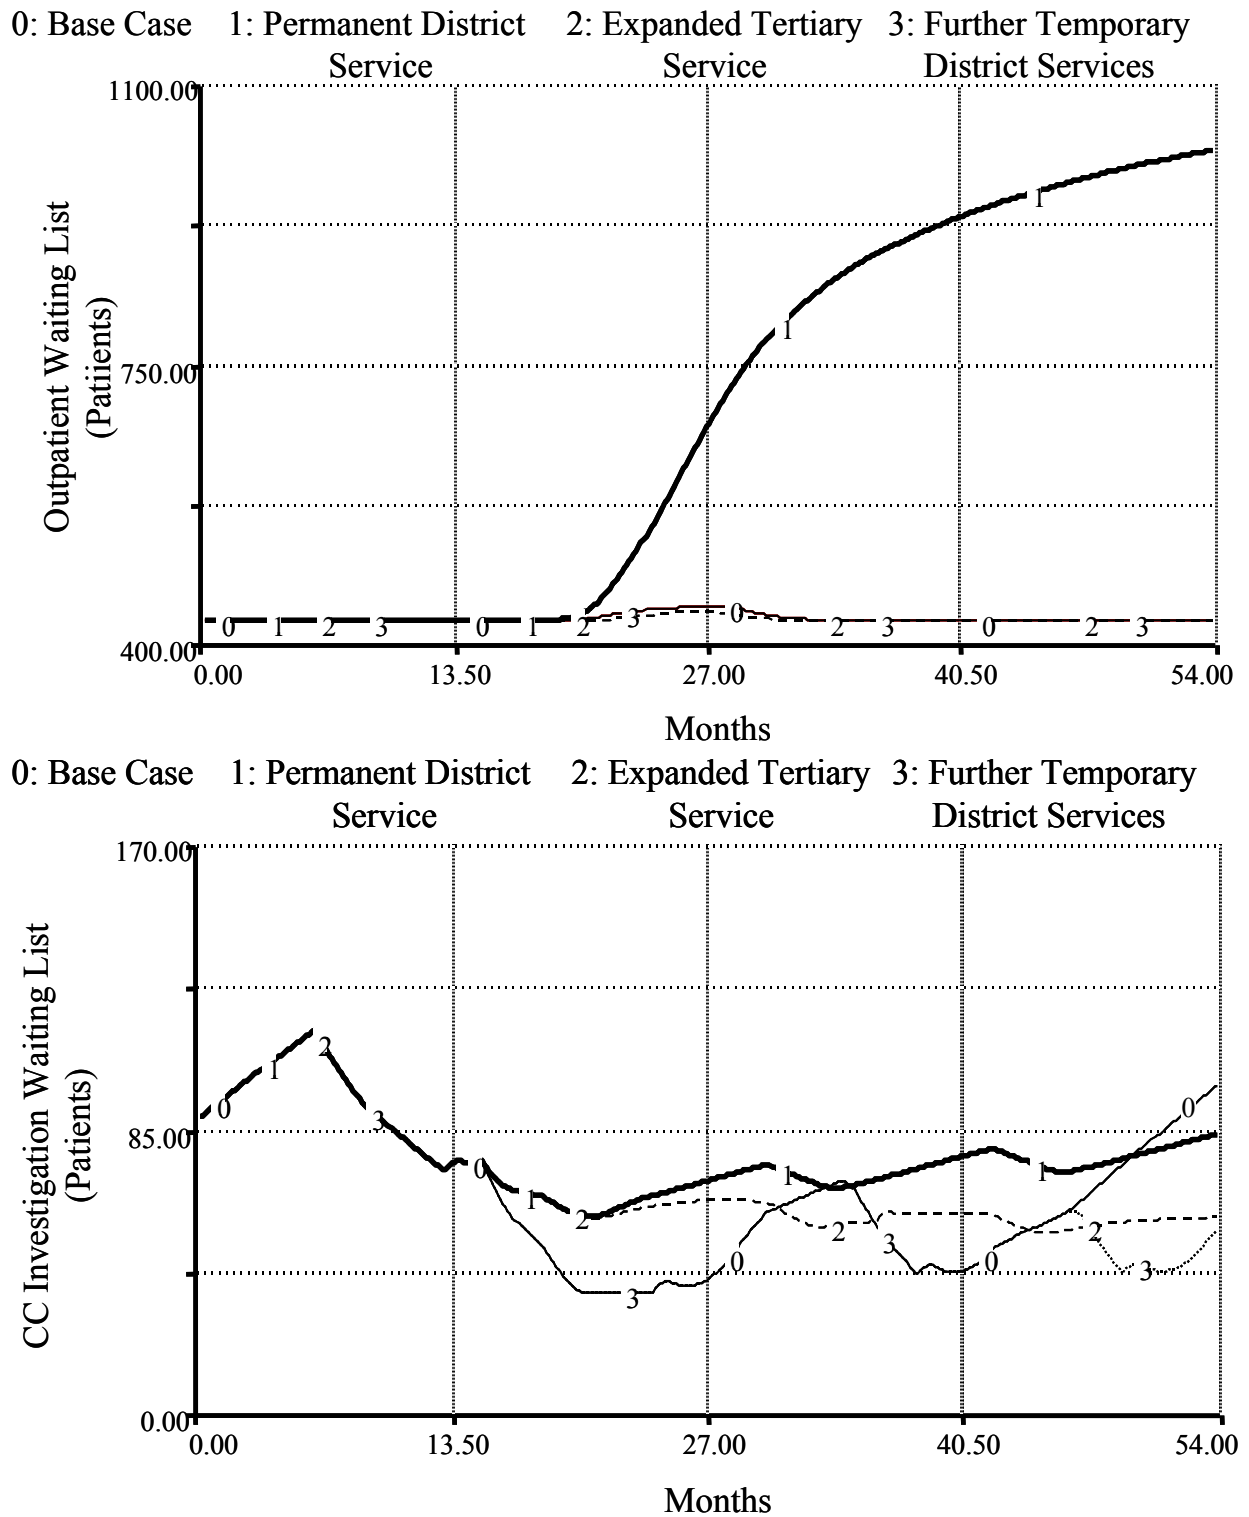 0: Base Case 1: Permanent District Service 2: Expanded Tertiary Service 3: Further Temporary District Services
1100.00
750.00
400.00
Outpatient Waiting List
(Patiients)
1
1
0 1 2 3 0 1 2 3 0 2 3 0 2 3
0.00 13.50 27.00 40.50 54.00
Months
0: Base Case 1: Permanent District Service 2: Expanded Tertiary Service 3: Further Temporary District Services
170.00
85.00
0.00
CC Investigation Waiting List
(Patients)
0 1 2 3 0 1 2 3 0 1 2 3 0 1 2 3 0
0.00 13.50 27.00 40.50 54.00
Months